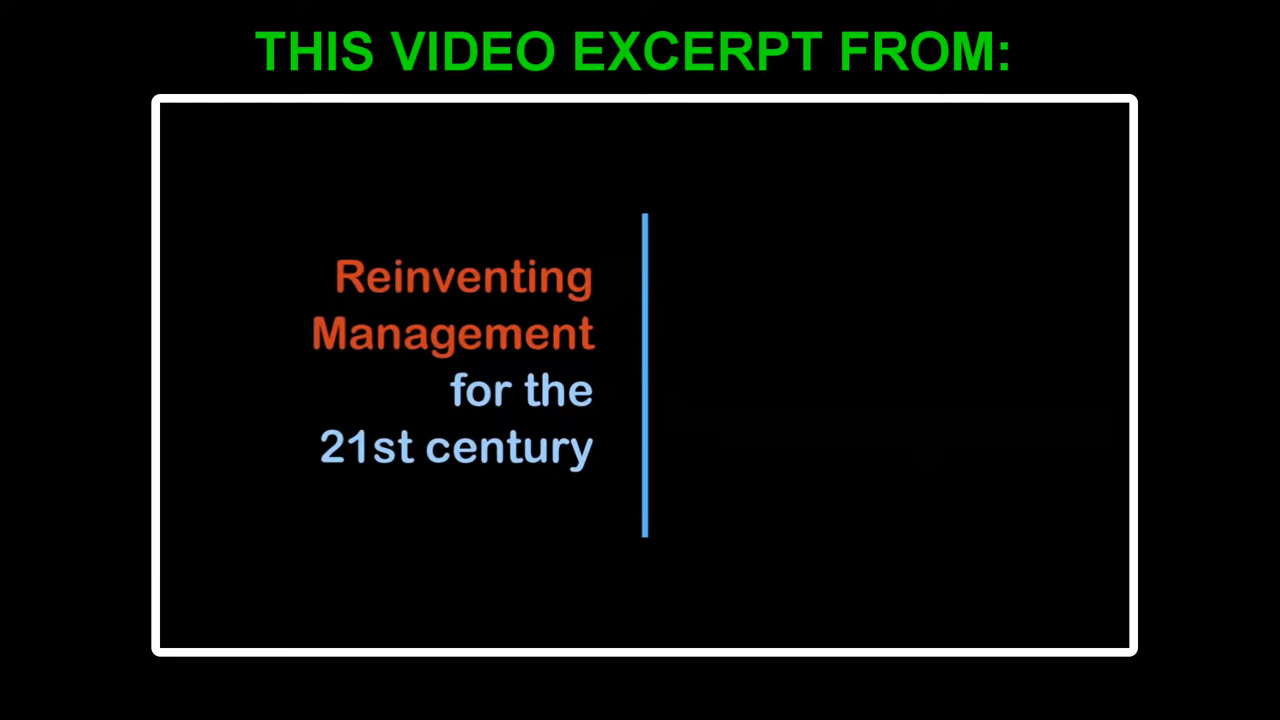 THIS VIDEO EXCERPT FROM:
Reinventing
Management
for the
21st century